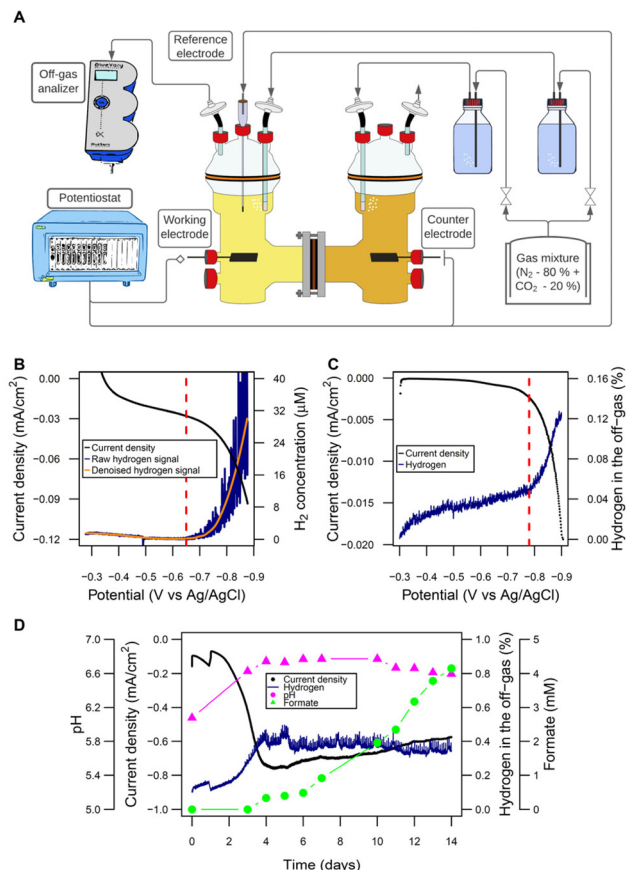 A
Reference
electrode
Off-gas
analizer
Potentiostat
Working
electrode
Counter
electrode
Gas mixture
(N₂ - 80 % +
CO₂ - 20 %)
B
Current density (mA/cm²)
0.00
−0.03
−0.06
−0.09
−0.12
Current density
Raw hydrogen signal
Denoised hydrogen signal
40
32
24
16
8
0
H₂ concentration (μM)
−0.3 −0.4 −0.5 −0.6 −0.7 −0.8 −0.9
Potential (V vs Ag/AgCl)
C
Current density (mA/cm²)
0.000
−0.005
−0.010
−0.015
−0.020
Current density
Hydrogen
0.16
0.12
0.08
0.04
0.00
Hydrogen in the off−gas (%)
−0.3 −0.4 −0.5 −0.6 −0.7 −0.8 −0.9
Potential (V vs Ag/AgCl)
D
pH
7.0
6.6
6.2
5.8
5.4
5.0
Current density (mA/cm²)
−0.0
−0.2
−0.4
−0.6
−0.8
−1.0
Current density
Hydrogen
pH
Formate
1.0
0.8
0.6
0.4
0.2
0.0
Hydrogen in the off−gas (%)
5
4
3
2
1
0
Formate (mM)
0 2 4 6 8 10 12 14
Time (days)